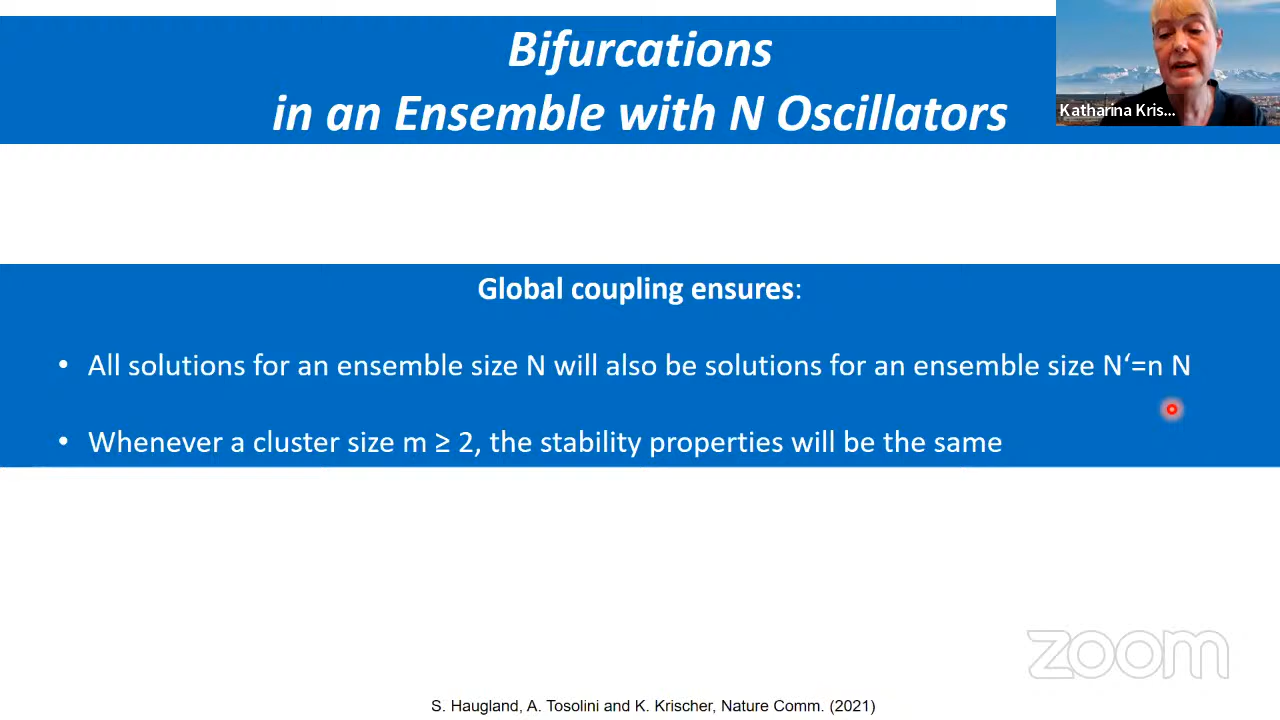 Bifurcations
in an Ensemble with N Oscillators
Katharina Kris...
Global coupling ensures:
• All solutions for an ensemble size N will also be solutions for an ensemble size N‘=n N
• Whenever a cluster size m ≥ 2, the stability properties will be the same
zoom
S. Haugland, A. Tosolini and K. Krischer, Nature Comm. (2021)